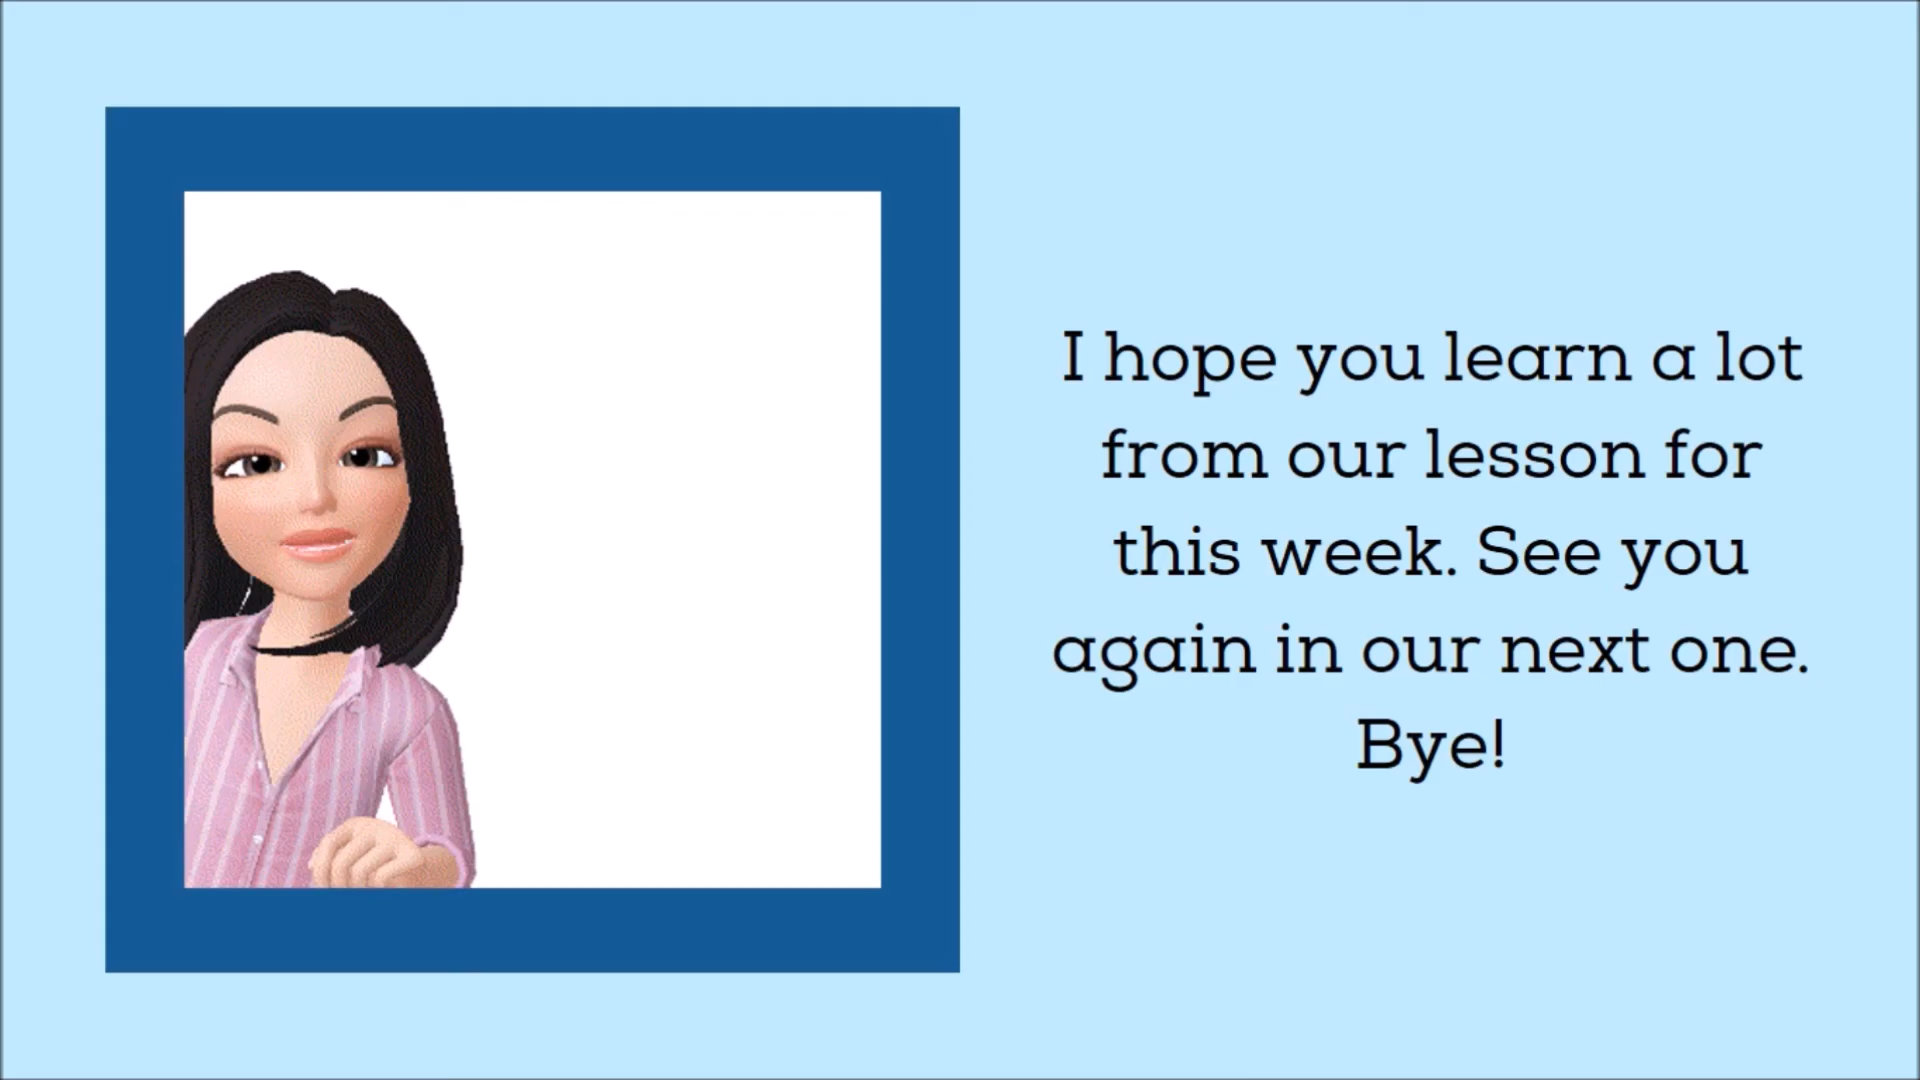 I hope you learn a lot
from our lesson for
this week. See you
again in our next one.
Bye!